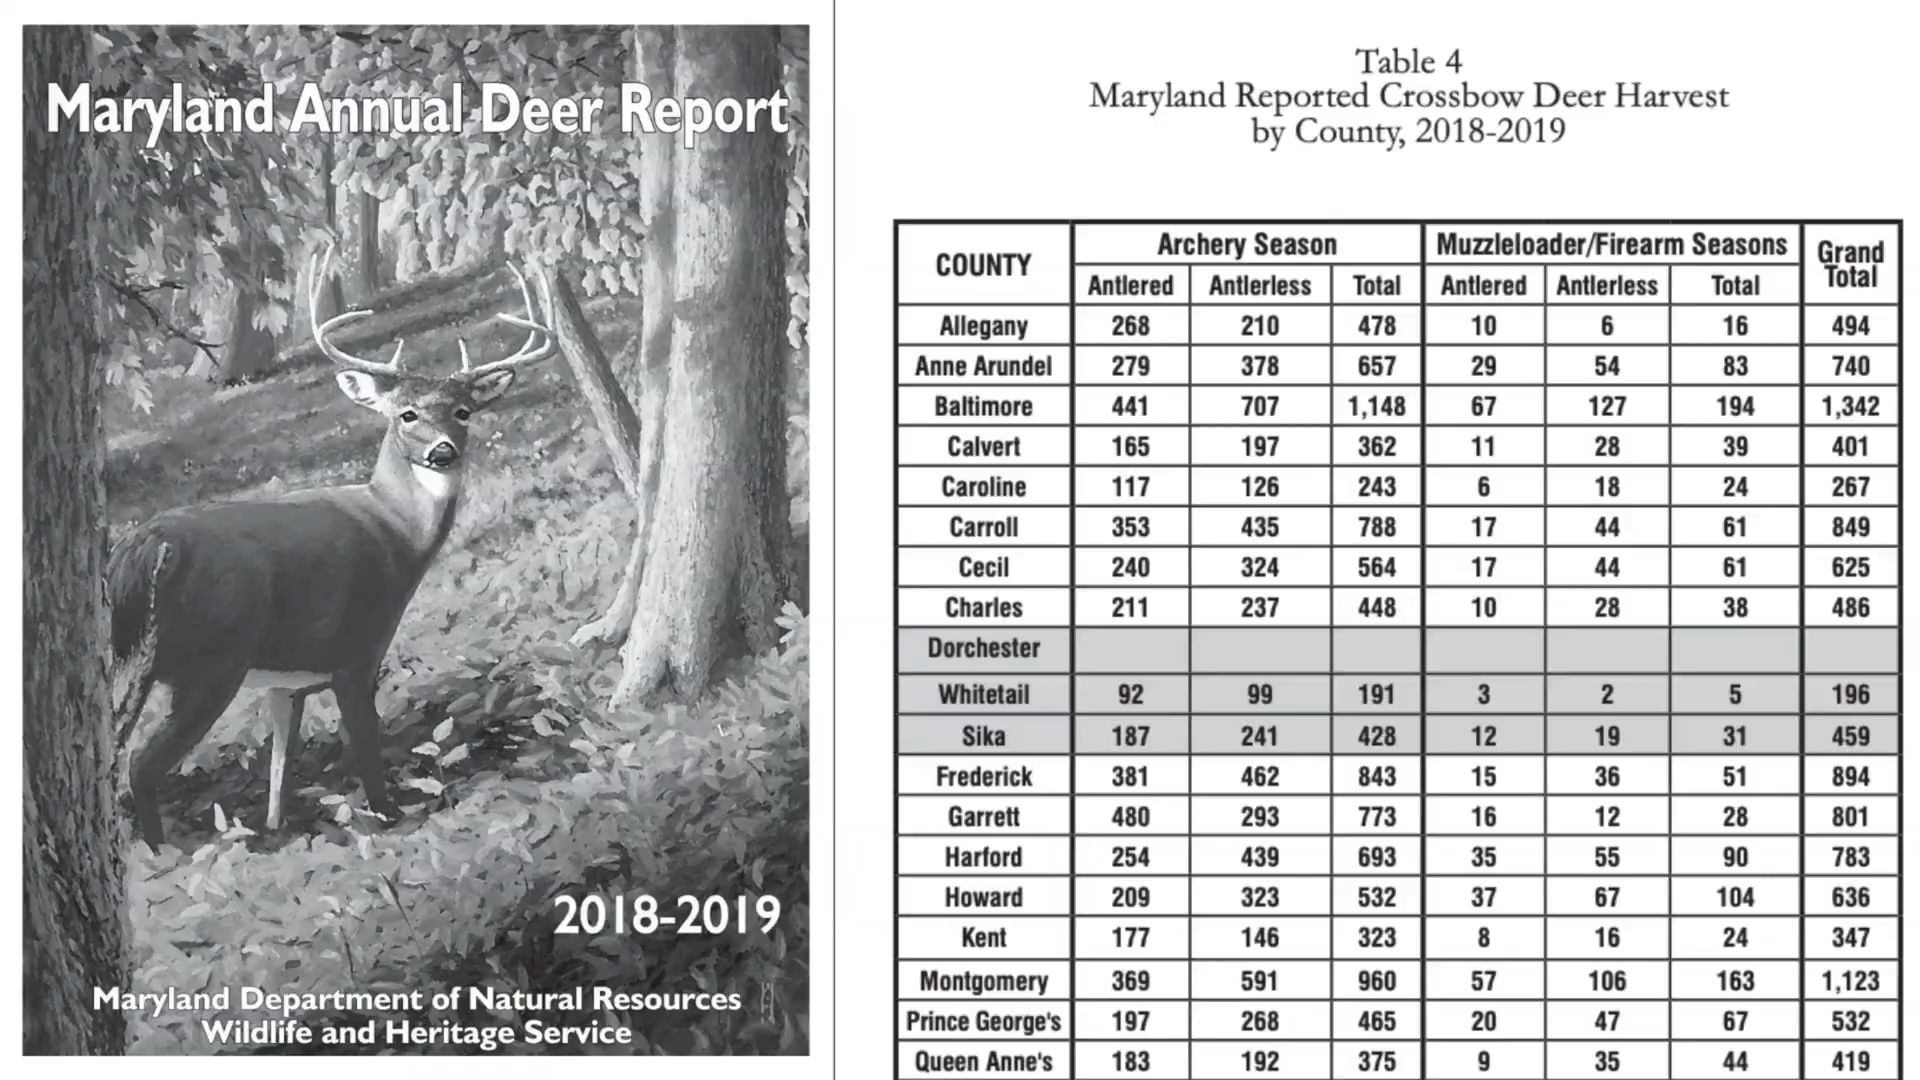 Maryland Annual Deer Report
2018-2019
Maryland Department of Natural Resources
Wildlife and Heritage Service
Table 4
Maryland Reported Crossbow Deer Harvest
by County, 2018-2019
COUNTY Archery Season Muzzleloader/Firearm Seasons Grand Total
Antlered Antlerless Total Antlered Antlerless Total
Allegany 268 210 478 10 6 16 494
Anne Arundel 279 378 657 29 54 83 740
Baltimore 441 707 1,148 67 127 194 1,342
Calvert 165 197 362 11 28 39 401
Caroline 117 126 243 6 18 24 267
Carroll 353 435 788 17 44 61 849
Cecil 240 324 564 17 44 61 625
Charles 211 237 448 10 28 38 486
Dorchester
Whitetail 92 99 191 3 2 5 196
Sika 187 241 428 12 19 31 459
Frederick 381 462 843 15 36 51 894
Garrett 480 293 773 16 12 28 801
Harford 254 439 693 35 55 90 783
Howard 209 323 532 37 67 104 636
Kent 177 146 323 8 16 24 347
Montgomery 369 591 960 57 106 163 1,123
Prince George's 197 268 465 20 47 67 532
Queen Anne's 183 192 375 9 35 44 419